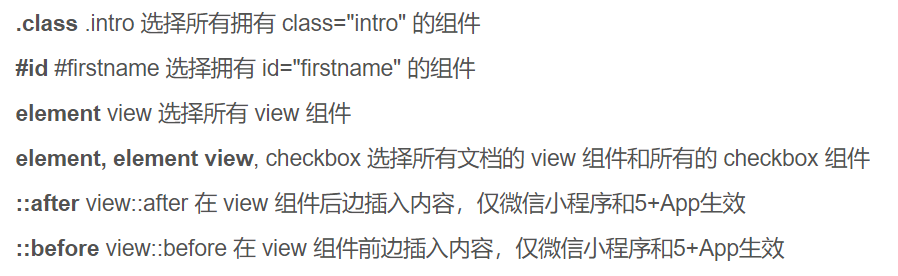 .class .intro 选择所有拥有 class="intro" 的组件
#id #firstname 选择拥有 id="firstname" 的组件
element view 选择所有 view 组件
element, element view, checkbox 选择所有文档的 view 组件和所有的 checkbox 组件
::after view::after 在 view 组件后边插入内容，仅微信小程序和5+App生效
::before view::before 在 view 组件前边插入内容，仅微信小程序和5+App生效